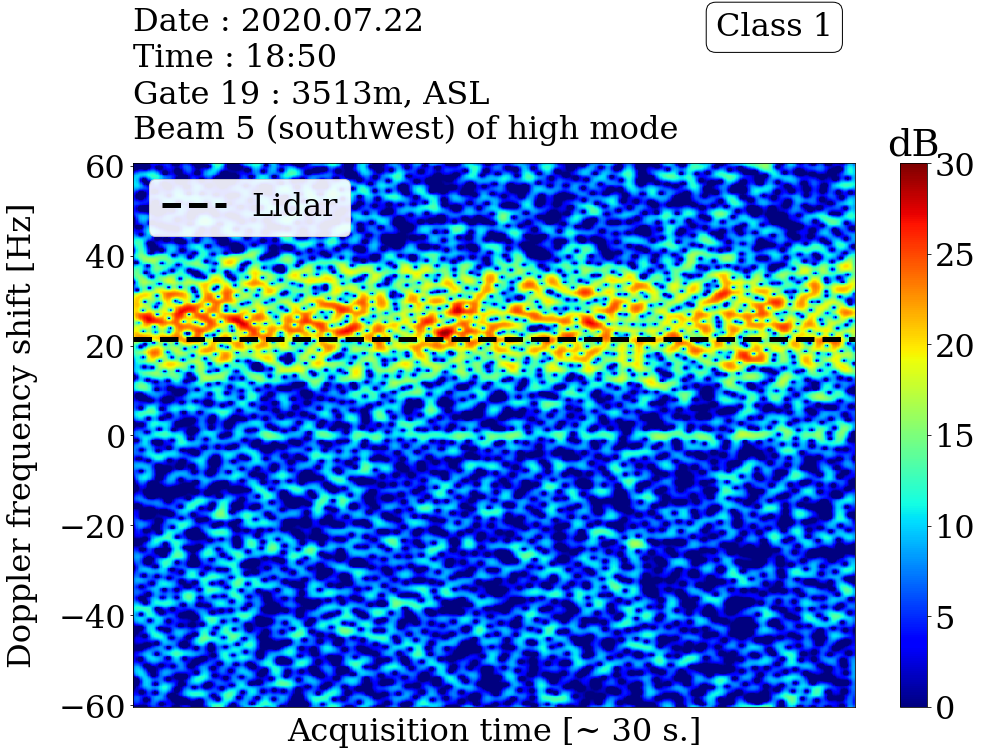 Date : 2020.07.22
Time : 18:50
Gate 19 : 3513m, ASL
Beam 5 (southwest) of high mode
Class 1
dB
Lidar
Doppler frequency shift [Hz]
60
40
20
0
−20
−40
−60
Acquisition time [~ 30 s.]
30
25
20
15
10
5
0